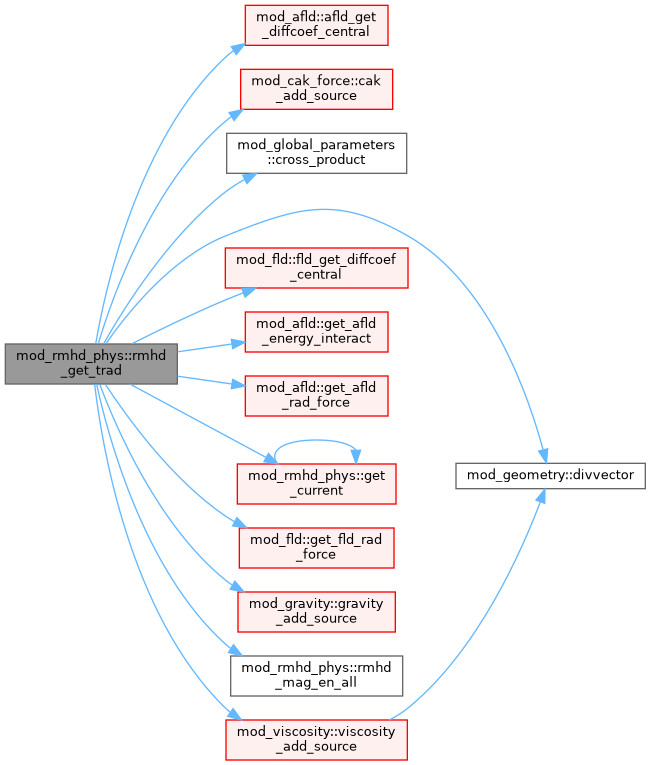 mod_afld::afld_get
_diffcoef_central
mod_cak_force::cak
_add_source
mod_global_parameters
::cross_product
mod_fld::fld_get_diffcoef
_central
mod_afld::get_afld
_energy_interact
mod_rmhd_phys::rmhd
_get_trad
mod_afld::get_afld
_rad_force
mod_rmhd_phys::get
_current
mod_geometry::divvector
mod_fld::get_fld_rad
_force
mod_gravity::gravity
_add_source
mod_rmhd_phys::rmhd
_mag_en_all
mod_viscosity::viscosity
_add_source